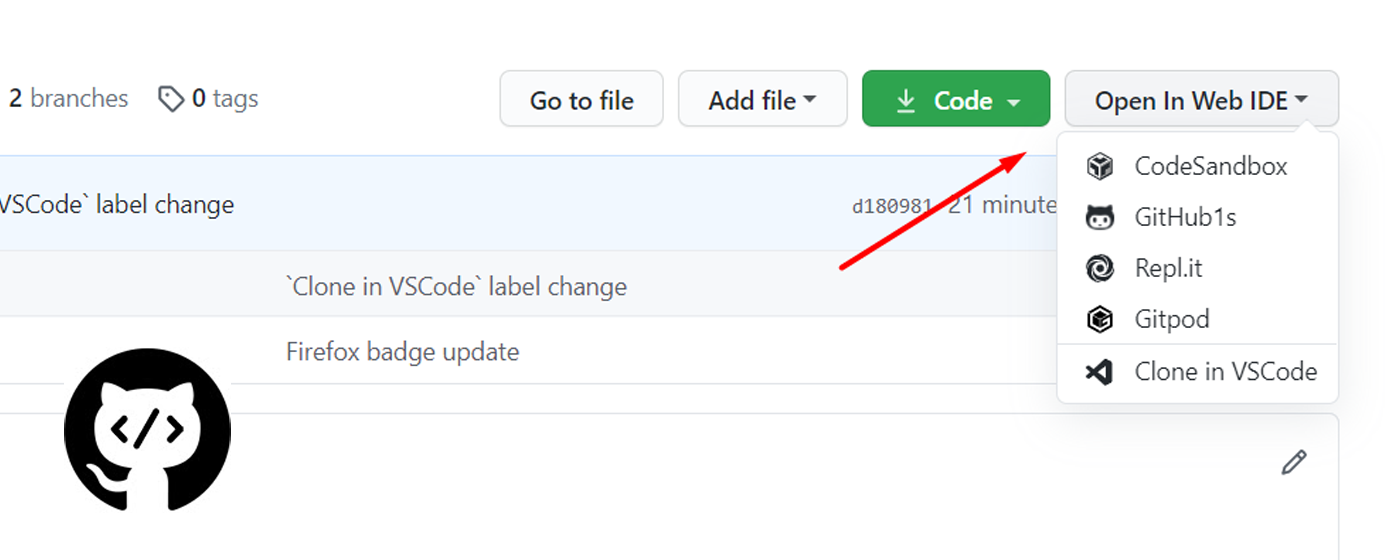 2 branches 0 tags Go to file Add file Code Open In Web IDE
CodeSandbox
VSCode` label change d180981 21 minute
GitHub1s
Repl.it
`Clone in VSCode` label change
Gitpod
Firefox badge update
Clone in VSCode
</>